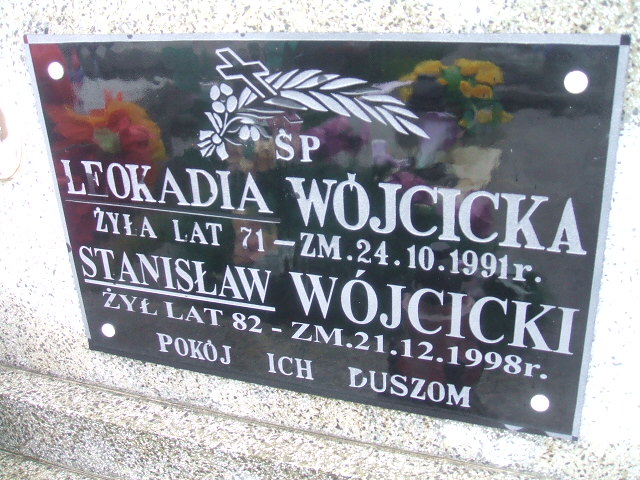 ŚP
LEOKADIA WÓJCICKA
ŻYŁA LAT 71 – ZM. 24.10.1991r.
STANISŁAW WÓJCICKI
ŻYŁ LAT 82 – ZM. 21.12.1998r.
POKÓJ ICH DUSZOM